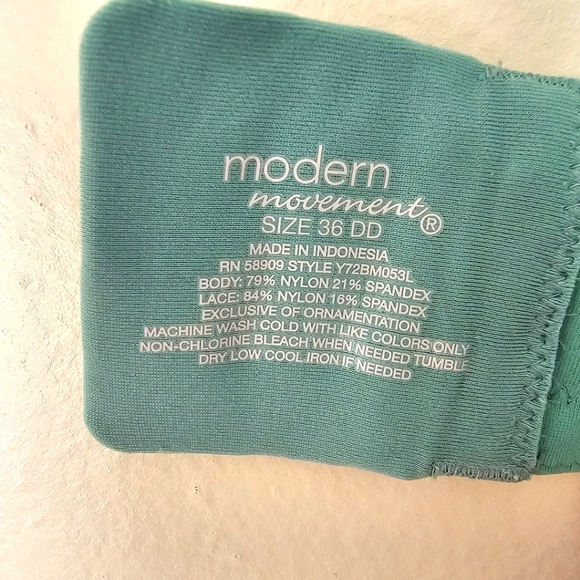 modern
movement®
SIZE 36 DD
MADE IN INDONESIA
RN 58909 STYLE Y72BM053L
BODY: 79% NYLON 21% SPANDEX
LACE: 84% NYLON 16% SPANDEX
EXCLUSIVE OF ORNAMENTATION
MACHINE WASH COLD WITH LIKE COLORS ONLY
NON-CHLORINE BLEACH WHEN NEEDED TUMBLE
DRY LOW COOL IRON IF NEEDED